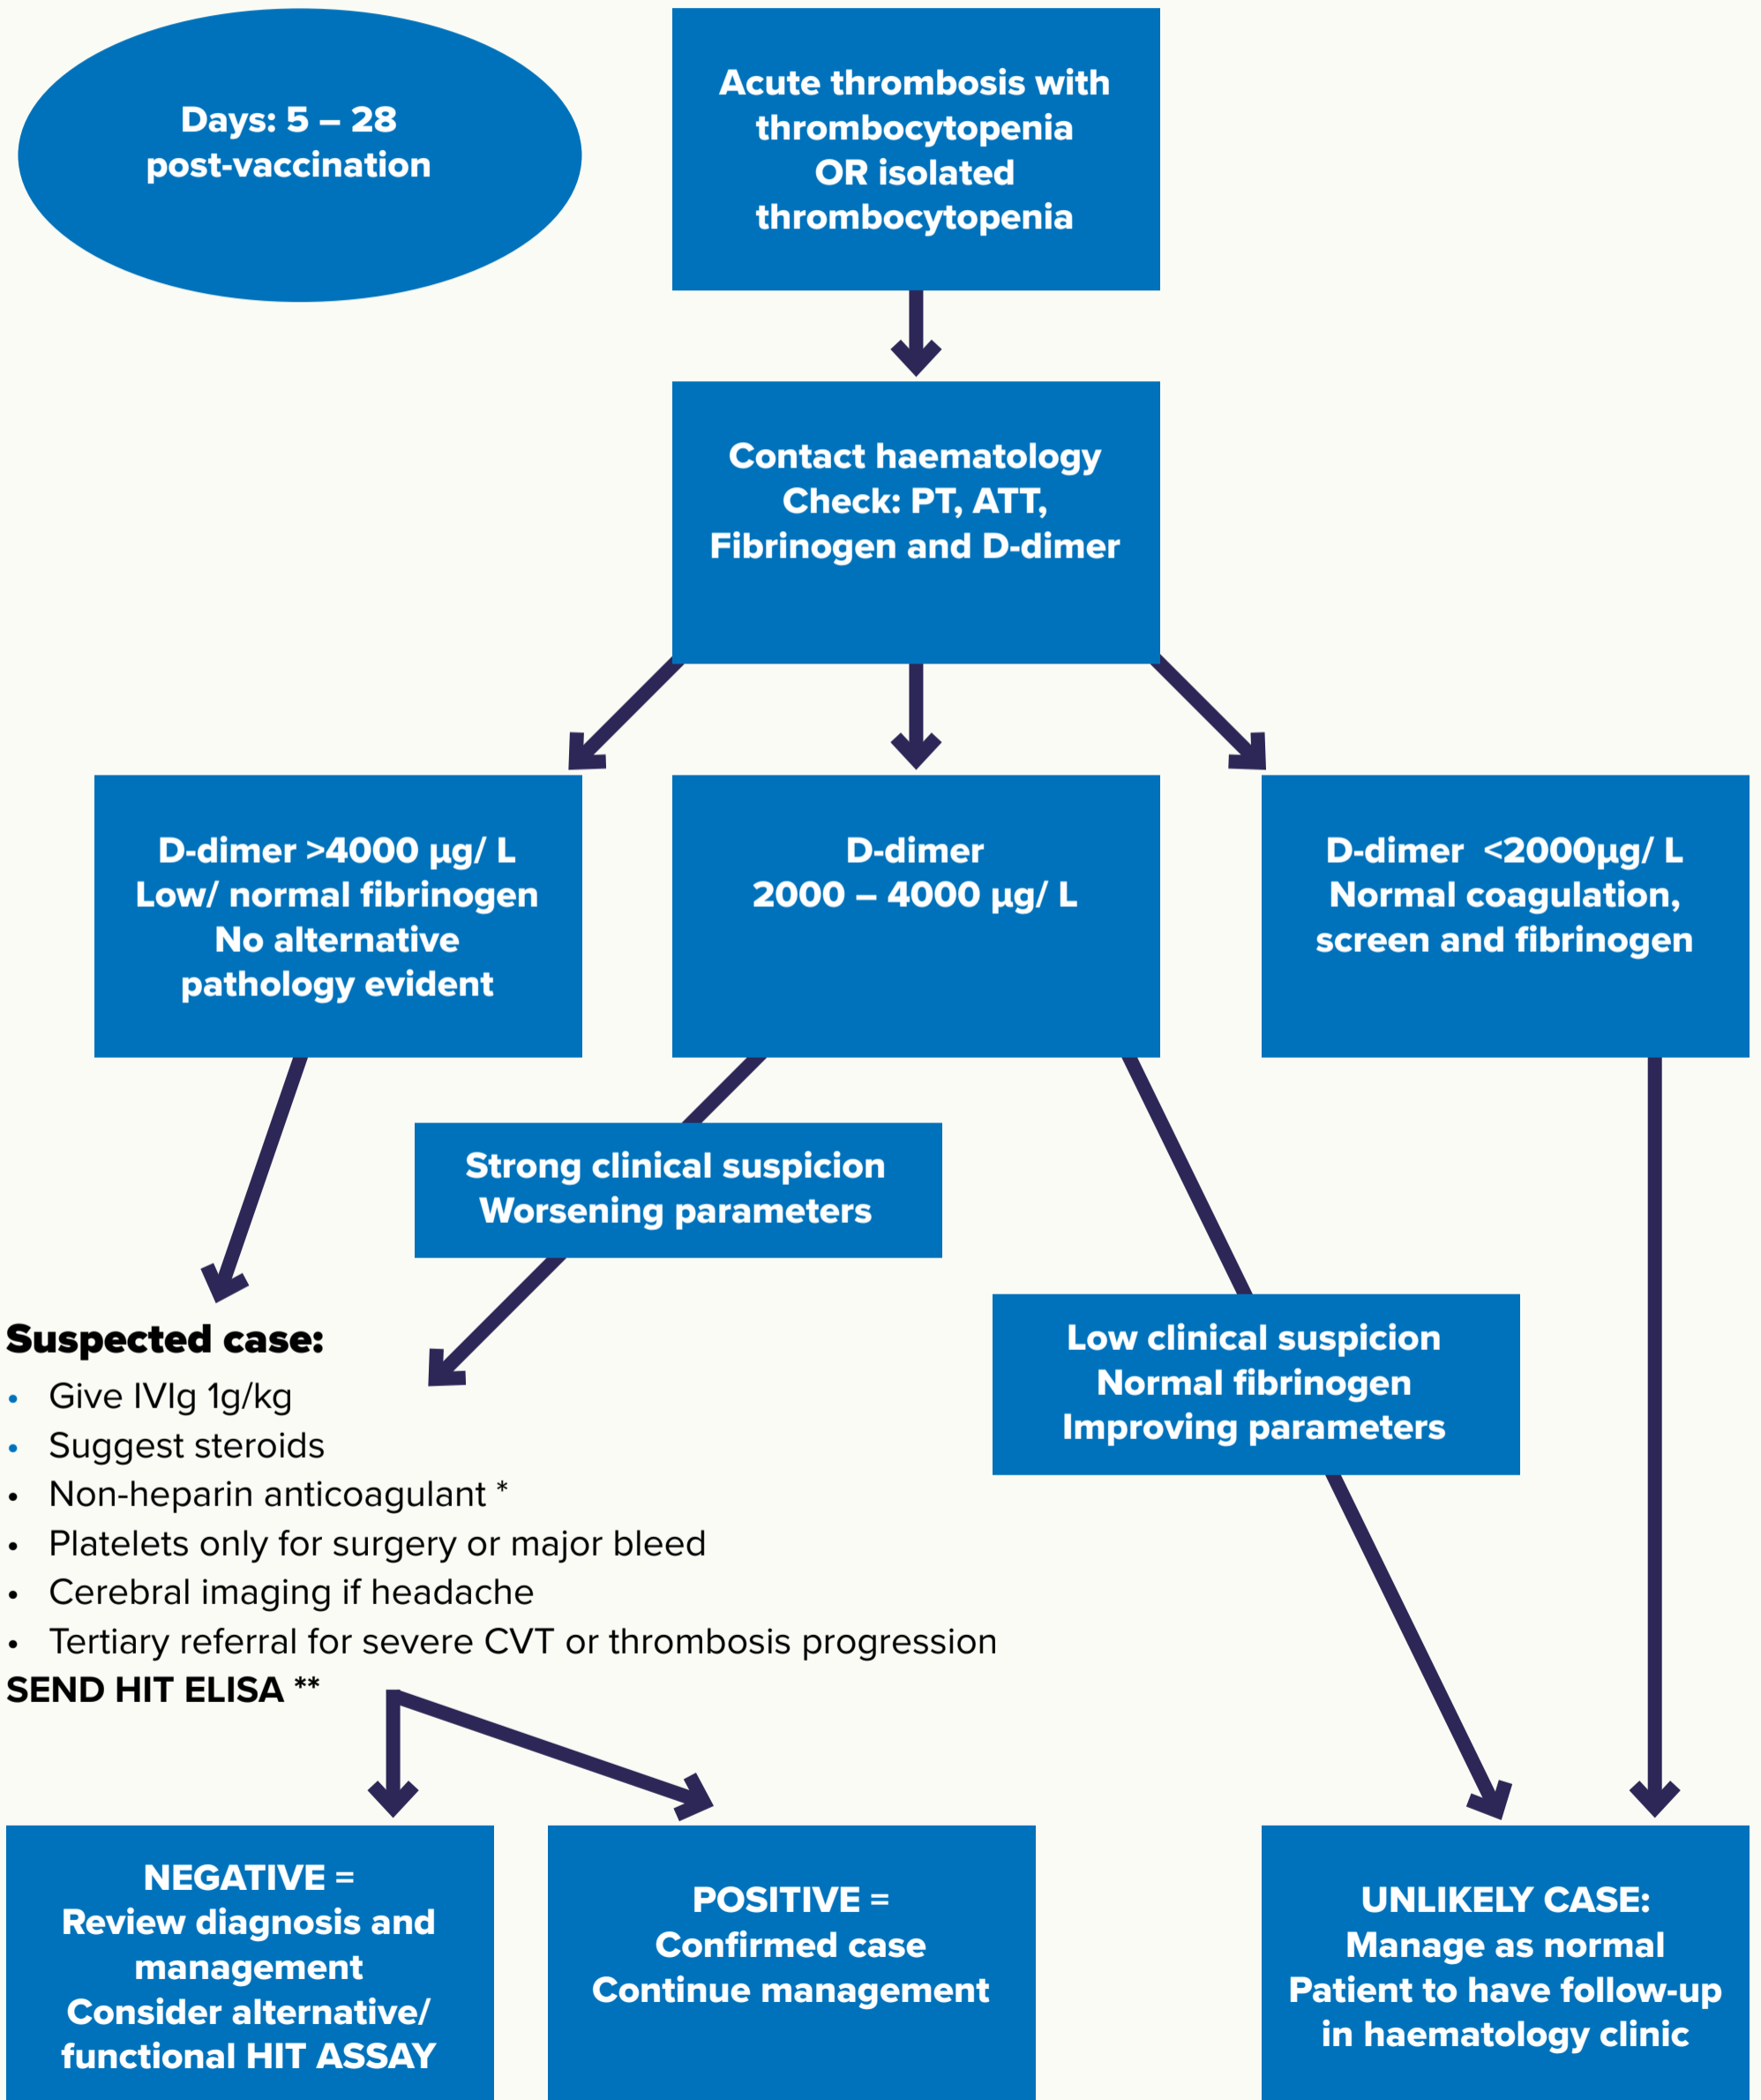 Days: 5 – 28
post-vaccination
Acute thrombosis with
thrombocytopenia
OR isolated
thrombocytopenia
Contact haematology
Check: PT, ATT,
Fibrinogen and D-dimer
D-dimer >4000 µg/ L
Low/ normal fibrinogen
No alternative
pathology evident
D-dimer
2000 – 4000 µg/ L
D-dimer <2000µg/ L
Normal coagulation,
screen and fibrinogen
Strong clinical suspicion
Worsening parameters
Low clinical suspicion
Normal fibrinogen
Improving parameters
Suspected case:
• Give IVIg 1g/kg
• Suggest steroids
• Non-heparin anticoagulant *
• Platelets only for surgery or major bleed
• Cerebral imaging if headache
• Tertiary referral for severe CVT or thrombosis progression
SEND HIT ELISA **
NEGATIVE =
Review diagnosis and
management
Consider alternative/
functional HIT ASSAY
POSITIVE =
Confirmed case
Continue management
UNLIKELY CASE:
Manage as normal
Patient to have follow-up
in haematology clinic